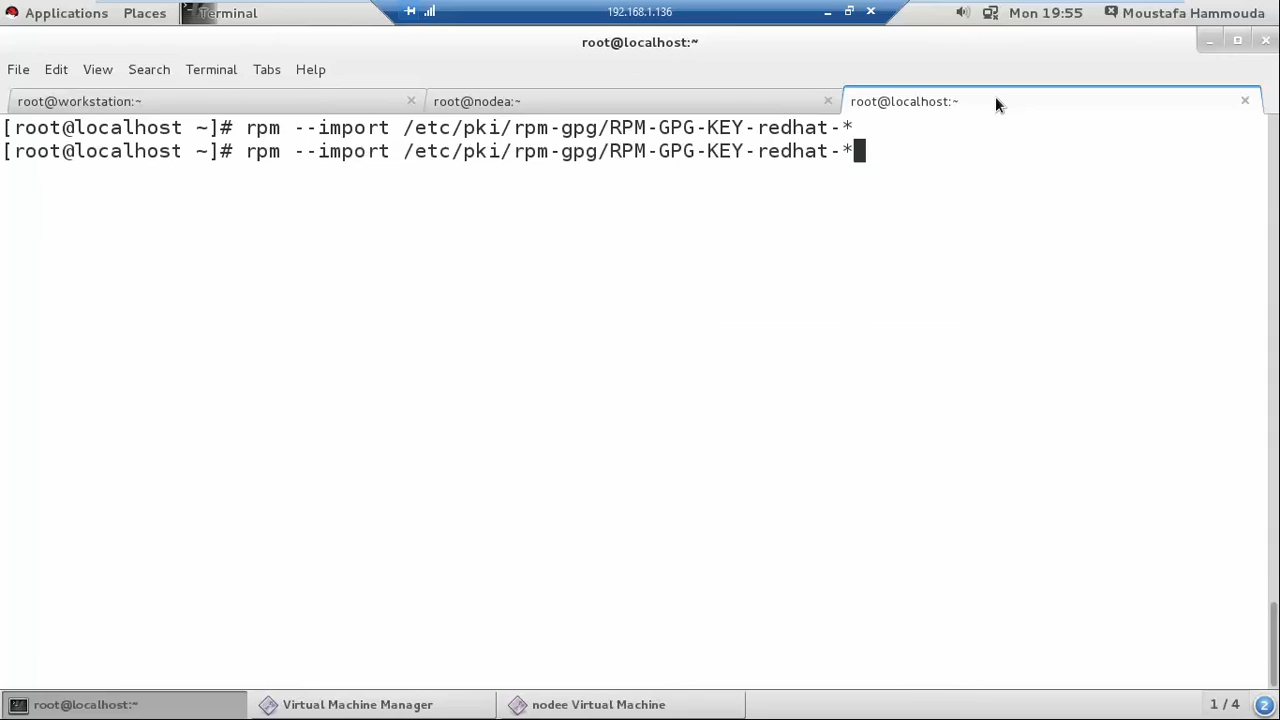 Applications Places Terminal 192.168.1.136 Mon 19:55 Moustafa Hammouda
root@localhost:~
File Edit View Search Terminal Tabs Help
root@workstation:~ root@nodea:~ root@localhost:~
[root@localhost ~]# rpm --import /etc/pki/rpm-gpg/RPM-GPG-KEY-redhat-*
[root@localhost ~]# rpm --import /etc/pki/rpm-gpg/RPM-GPG-KEY-redhat-*
root@localhost:~ Virtual Machine Manager nodee Virtual Machine 1 / 4 2